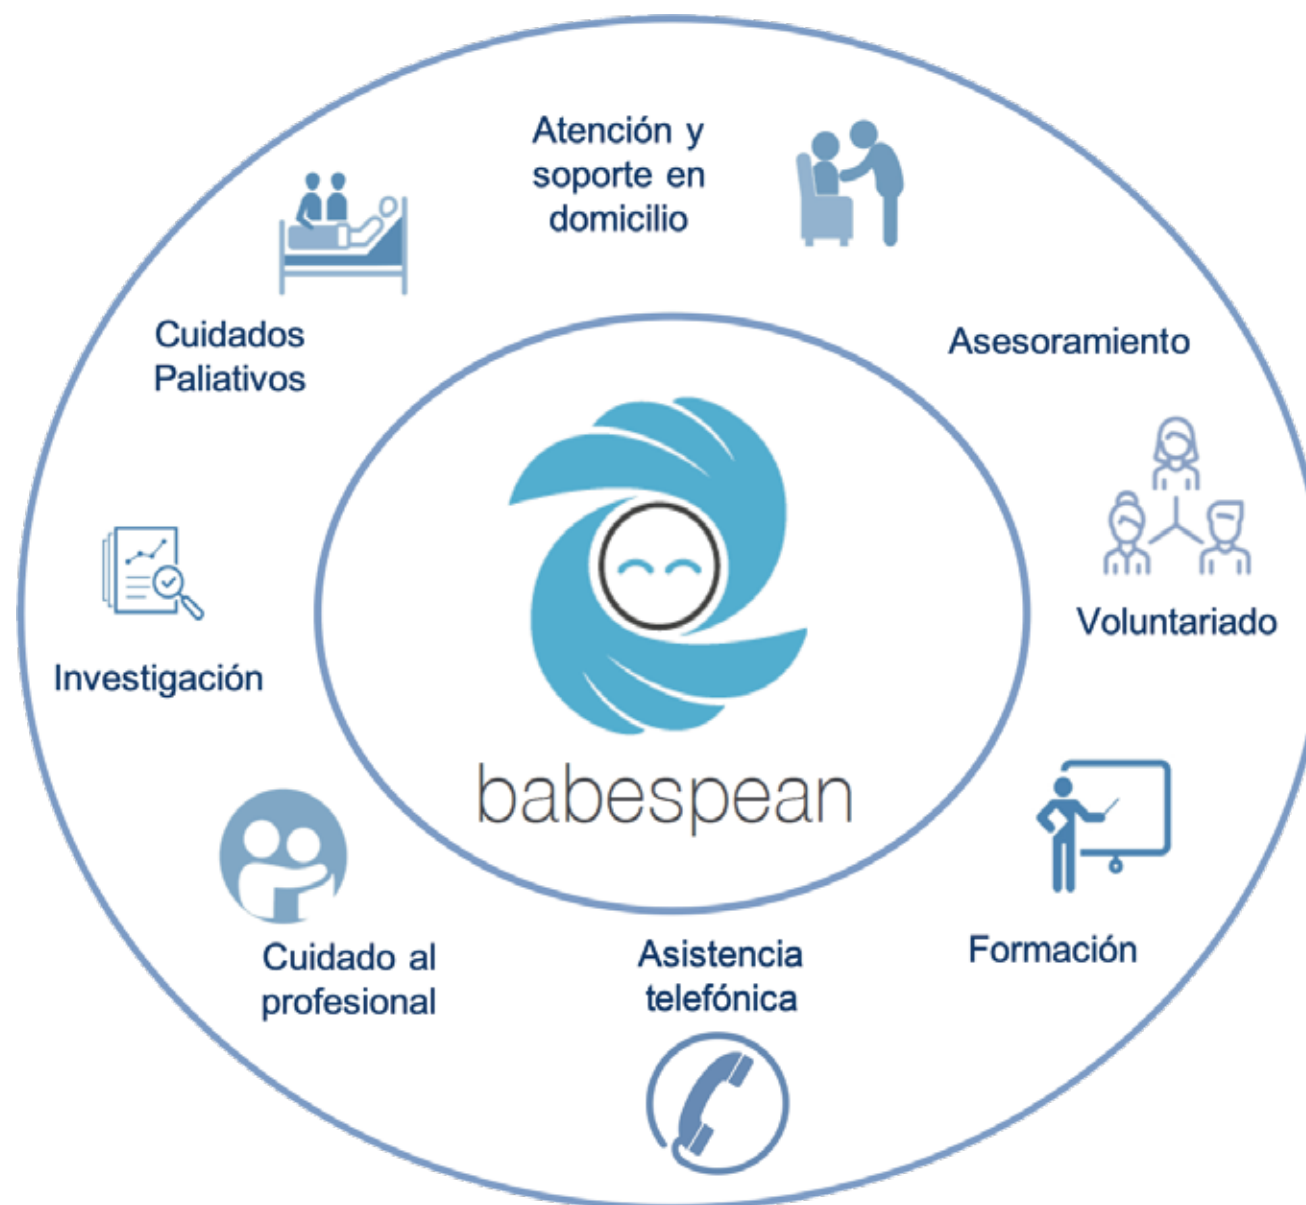 Atención y
soporte en
domicilio
Cuidados
Paliativos
Asesoramiento
Voluntariado
Investigación
babespean
Formación
Cuidado al
profesional
Asistencia
telefónica